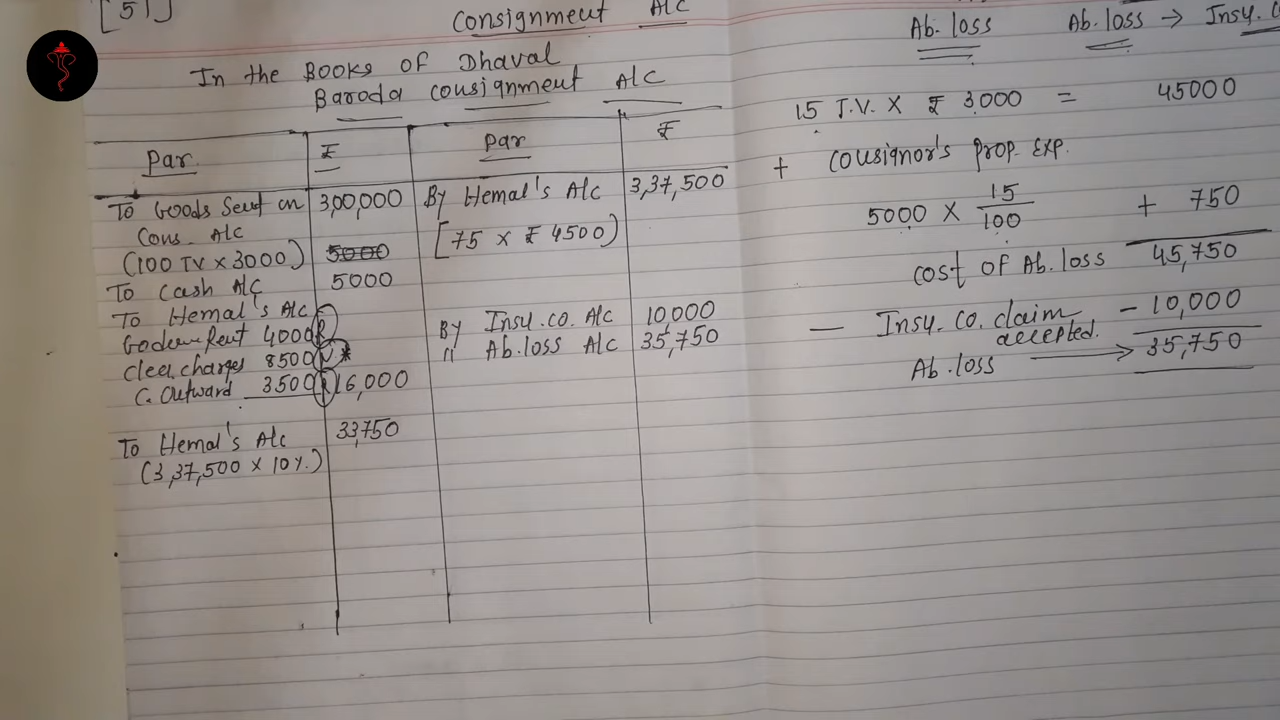 [5]
Consignment A/c
In the Books of Dhaval
Baroda consignment A/c
Par. ₹ Par ₹
To Goods Sent on 3,00,000 By Hemal's A/c 3,37,500
Cons. A/c [75 x ₹ 4500)
(100 TV x 3000) 5000
To Cash A/c 5000
To Hemal's A/c
Godown Rent 4000 By Insu. co. A/c 10,000
Clea. charges 8500 " Ab. loss A/c 35,750
C. Outward 3500 16,000
To Hemal's A/c 33,750
(3,37,500 x 10%.)
Ab. loss Ab. loss → Insu.
15 T.V. x ₹ 3000 = 45000
+ cousignor's prop. Exp.
5000 x 15/100 + 750
cost of Ab. loss 45,750
— Insu. Co. claim - 10,000
accepted.
Ab. loss → 35,750